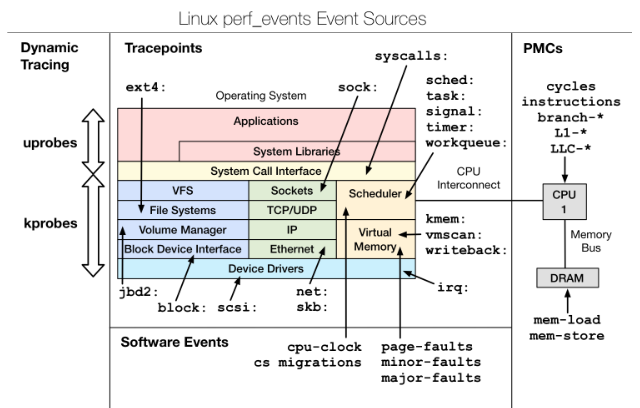 Linux perf_events Event Sources
Dynamic
Tracing
uprobes
kprobes
Tracepoints
syscalls:
ext4:
sock:
sched:
task:
signal:
timer:
workqueue:
Operating System
Applications
System Libraries
System Call Interface
VFS
Sockets
Scheduler
File Systems
TCP/UDP
Volume Manager
IP
Virtual
Memory
Block Device Interface
Ethernet
Device Drivers
CPU
Interconnect
kmem:
vmscan:
writeback:
jbd2:
block:
scsi:
net:
skb:
irq:
Software Events
cpu-clock
cs migrations
page-faults
minor-faults
major-faults
PMCs
cycles
instructions
branch-*
L1-*
LLC-*
CPU
1
Memory
Bus
DRAM
mem-load
mem-store